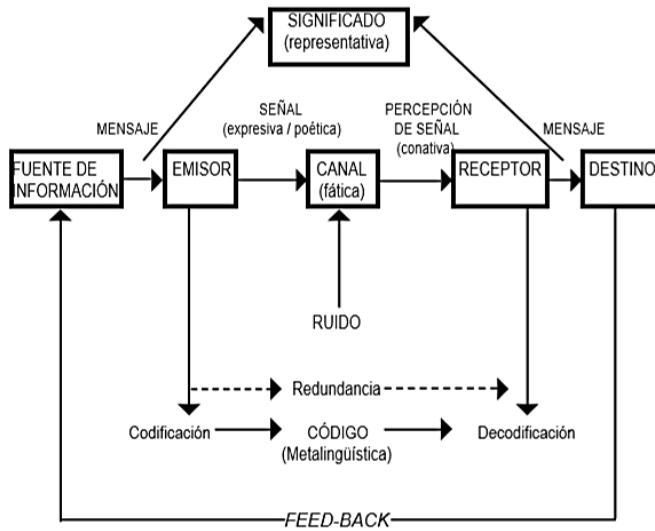 SIGNIFICADO
(representativa)
SEÑAL
(expresiva / poética)
PERCEPCIÓN
DE SEÑAL
(conativa)
MENSAJE
MENSAJE
FUENTE DE
INFORMACIÓN
EMISOR
CANAL
(fática)
RECEPTOR
DESTINO
RUIDO
Redundancia
Codificación
CÓDIGO
(Metalingüística)
Decodificación
FEED-BACK